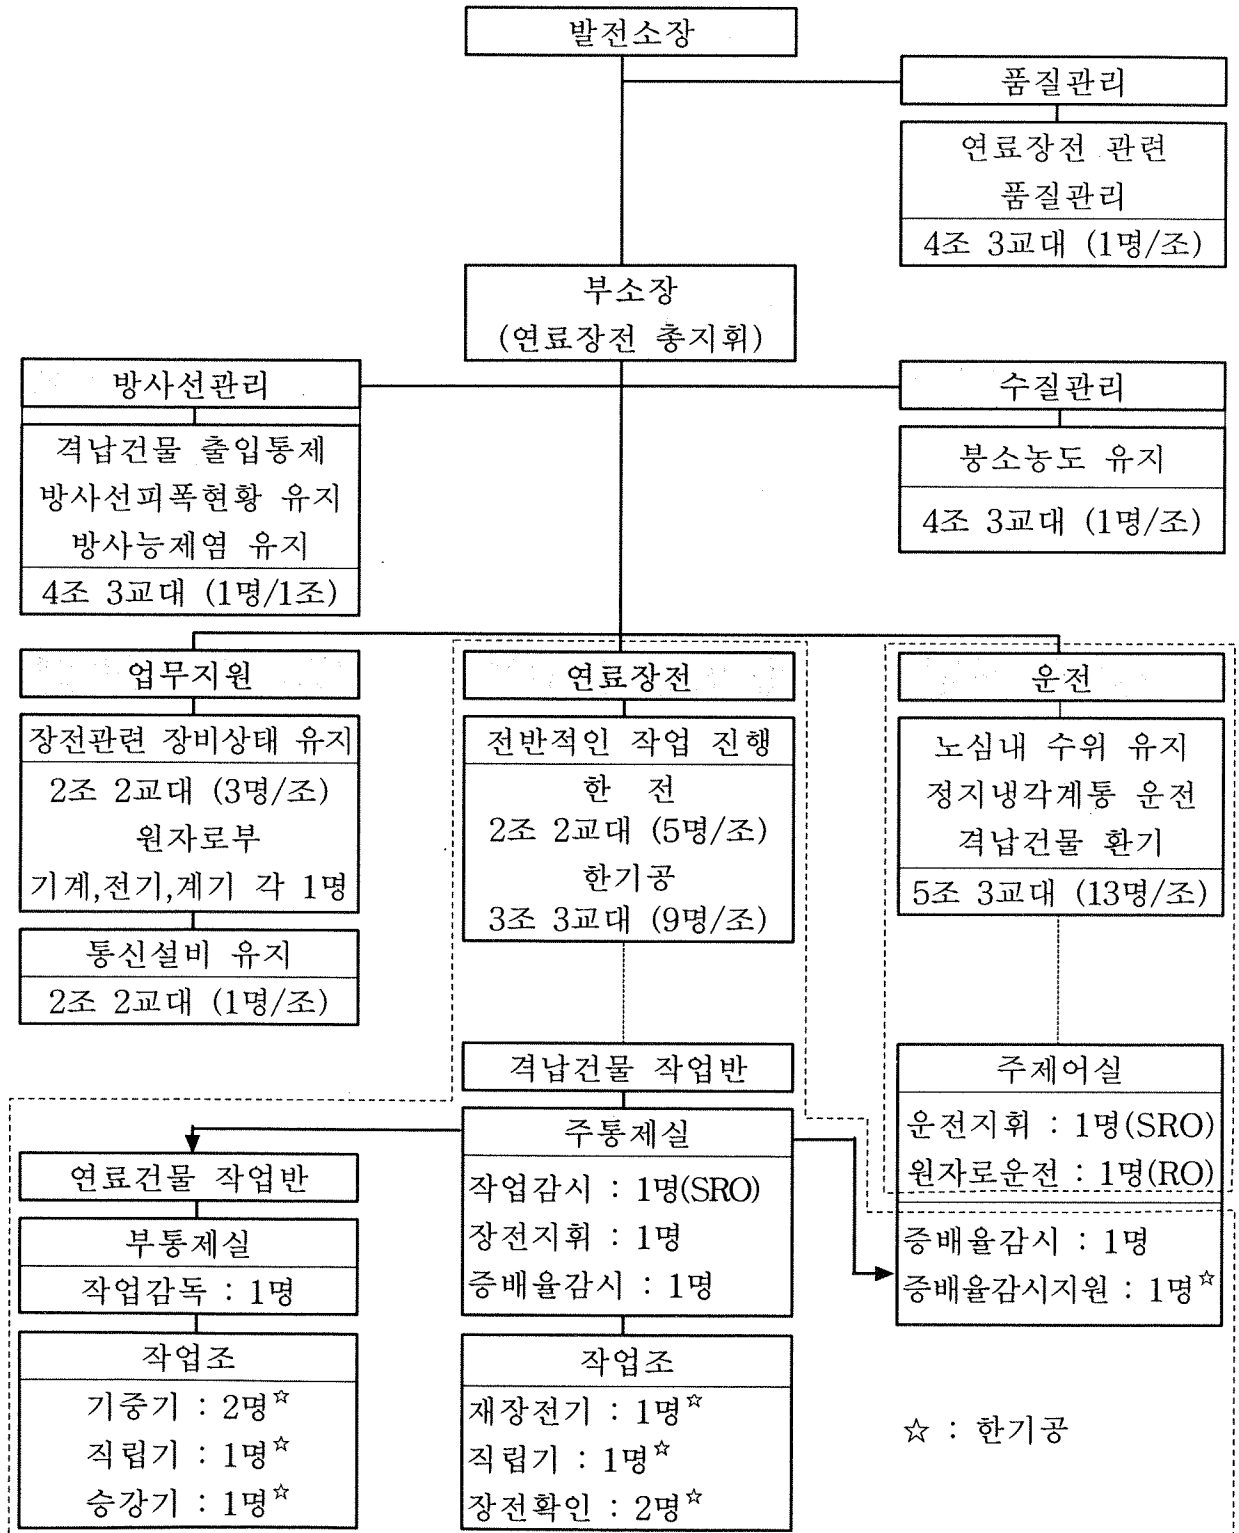 발전소장
품질관리
연료장전 관련
품질관리
4조 3교대 (1명/조)
부소장
(연료장전 총지휘)
방사선관리
격납건물 출입통제
방사선피폭현황 유지
방사능제염 유지
4조 3교대 (1명/1조)
수질관리
붕소농도 유지
4조 3교대 (1명/조)
업무지원
장전관련 장비상태 유지
2조 2교대 (3명/조)
원자로부
기계,전기,계기 각 1명
통신설비 유지
2조 2교대 (1명/조)
연료장전
전반적인 작업 진행
한 전
2조 2교대 (5명/조)
한기공
3조 3교대 (9명/조)
운전
노심내 수위 유지
정지냉각계통 운전
격납건물 환기
5조 3교대 (13명/조)
격납건물 작업반
주통제실
작업감시 : 1명(SRO)
장전지휘 : 1명
증배율감시 : 1명
작업조
재장전기 : 1명☆
직립기 : 1명☆
장전확인 : 2명☆
연료건물 작업반
부통제실
작업감독 : 1명
작업조
기중기 : 2명☆
직립기 : 1명☆
승강기 : 1명☆
주제어실
운전지휘 : 1명(SRO)
원자로운전 : 1명(RO)
증배율감시 : 1명
증배율감시지원 : 1명☆
☆ : 한기공